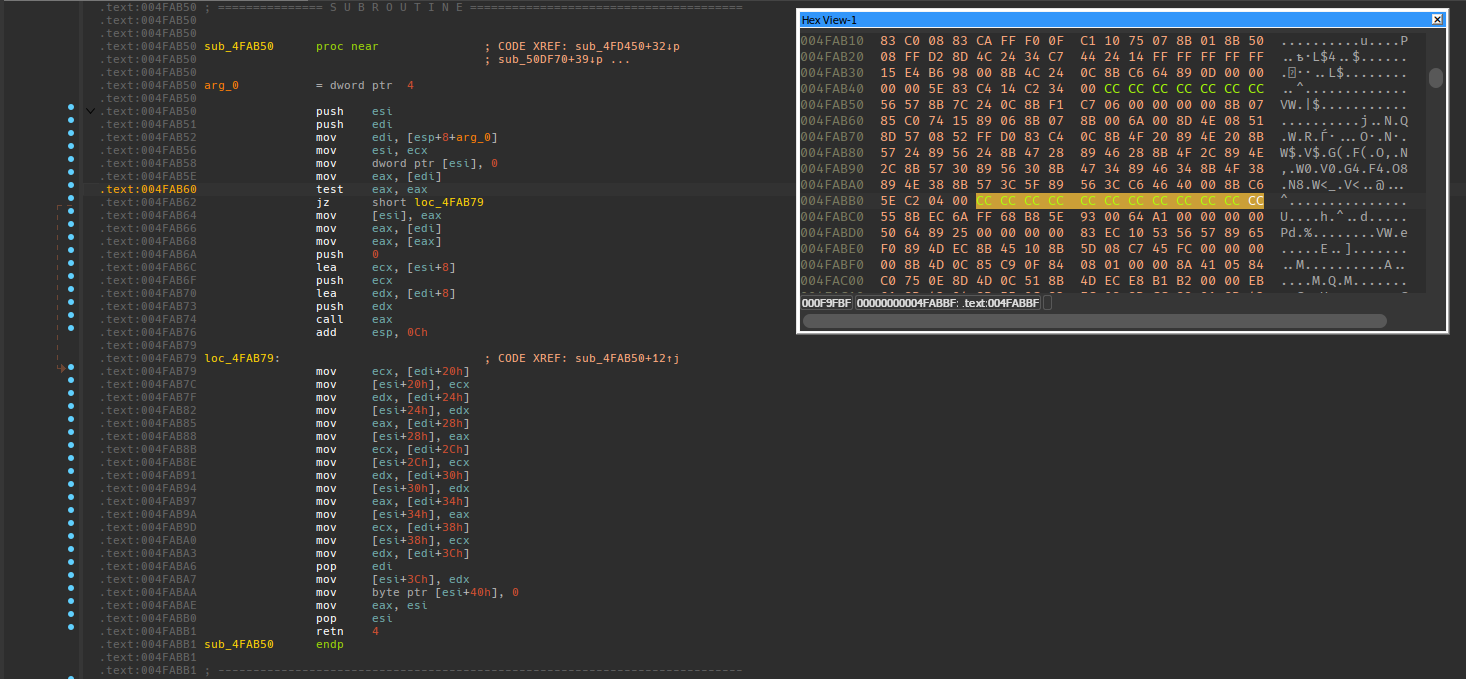 .text:004FAB50 ; =============== S U B R O U T I N E =======================================
.text:004FAB50
.text:004FAB50
.text:004FAB50 sub_4FAB50 proc near ; CODE XREF: sub_4FD450+32↓p
.text:004FAB50 ; sub_50DF70+39↓p ...
.text:004FAB50
.text:004FAB50 arg_0 = dword ptr 4
.text:004FAB50
.text:004FAB50 push esi
.text:004FAB51 push edi
.text:004FAB52 mov edi, [esp+8+arg_0]
.text:004FAB56 mov esi, ecx
.text:004FAB58 mov dword ptr [esi], 0
.text:004FAB5E mov eax, [edi]
.text:004FAB60 test eax, eax
.text:004FAB62 jz short loc_4FAB79
.text:004FAB64 mov [esi], eax
.text:004FAB66 mov eax, [edi]
.text:004FAB68 mov eax, [eax]
.text:004FAB6A push 0
.text:004FAB6C lea ecx, [esi+8]
.text:004FAB6F push ecx
.text:004FAB70 lea edx, [edi+8]
.text:004FAB73 push edx
.text:004FAB74 call eax
.text:004FAB76 add esp, 0Ch
.text:004FAB79
.text:004FAB79 loc_4FAB79: ; CODE XREF: sub_4FAB50+12↑j
.text:004FAB79 mov ecx, [edi+20h]
.text:004FAB7C mov [esi+20h], ecx
.text:004FAB7F mov edx, [edi+24h]
.text:004FAB82 mov [esi+24h], edx
.text:004FAB85 mov eax, [edi+28h]
.text:004FAB88 mov [esi+28h], eax
.text:004FAB8B mov ecx, [edi+2Ch]
.text:004FAB8E mov [esi+2Ch], ecx
.text:004FAB91 mov edx, [edi+30h]
.text:004FAB94 mov [esi+30h], edx
.text:004FAB97 mov eax, [edi+34h]
.text:004FAB9A mov [esi+34h], eax
.text:004FAB9D mov ecx, [edi+38h]
.text:004FABA0 mov [esi+38h], ecx
.text:004FABA3 mov edx, [edi+3Ch]
.text:004FABA6 pop edi
.text:004FABA7 mov [esi+3Ch], edx
.text:004FABAA mov byte ptr [esi+40h], 0
.text:004FABAE mov eax, esi
.text:004FABB0 pop esi
.text:004FABB1 retn 4
.text:004FABB1 sub_4FAB50 endp
.text:004FABB1
.text:004FABB1 ; ---------------------------------------------------------------------------
Hex View-1
004FAB10 83 C0 08 83 CA FF F0 0F C1 10 75 07 8B 01 8B 50 ..........u....P
004FAB20 08 FF D2 8D 4C 24 34 C7 44 24 14 FF FF FF FF FF ..ъ·L$4..$......
004FAB30 15 E4 B6 98 00 8B 4C 24 0C 8B C6 64 89 0D 00 00
004FAB40 00 00 5E 83 C4 14 C2 34 00 CC CC CC CC CC CC CC ..^.............
004FAB50 56 57 8B 7C 24 0C 8B F1 C7 06 00 00 00 00 8B 07 VW.|$...........
004FAB60 85 C0 74 15 89 06 8B 07 8B 00 6A 00 8D 4E 08 51 ..........j..N.Q
004FAB70 8D 57 08 52 FF D0 83 C4 0C 8B 4F 20 89 4E 20 8B .W.R.Ѓ·...O·.N·.
004FAB80 57 24 89 56 24 8B 47 28 89 46 28 8B 4F 2C 89 4E W$.V$.G(.F(.O,.N
004FAB90 2C 8B 57 30 89 56 30 8B 47 34 89 46 34 8B 4F 38 ,.W0.V0.G4.F4.O8
004FABA0 89 4E 38 8B 57 3C 5F 89 56 3C C6 46 40 00 8B C6 .N8.W<_.V<..@...
004FABB0 5E C2 04 00 CC CC CC CC CC CC CC CC CC CC CC CC ^...............
004FABC0 55 8B EC 6A FF 68 B8 5E 93 00 64 A1 00 00 00 00 U....h.^..d.....
004FABD0 50 64 89 25 00 00 00 00 83 EC 10 53 56 57 89 65 Pd.%........VW.e
004FABE0 F0 89 4D EC 8B 45 10 8B 5D 08 C7 45 FC 00 00 00 .....E..].......
004FABF0 00 8B 4D 0C 85 C9 0F 84 08 01 00 00 8A 41 05 84 ..M..........A..
004FAC00 C0 75 0E 8D 4D 0C 51 8B 4D EC E8 B1 B2 00 00 EB ....M.Q.M.......
000F9FBF 00000000004FABBF: .text:004FABBF